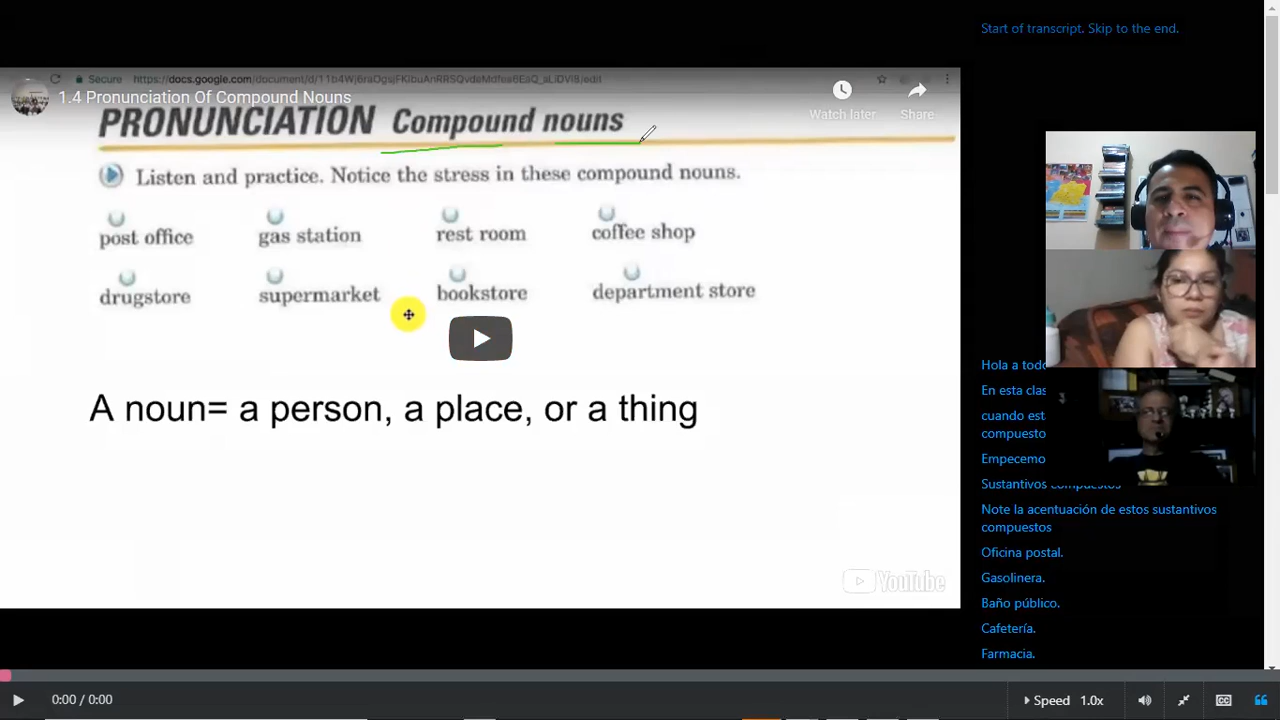 Start of transcript. Skip to the end.
Secure
1.4 Pronunciation Of Compound Nouns
Watch later
Share
PRONUNCIATION Compound nouns
Listen and practice. Notice the stress in these compound nouns.
post office gas station rest room coffee shop
drugstore supermarket bookstore department store
A noun= a person, a place, or a thing
YouTube
Hola a todo
En esta clas
cuando est
compuesto
Empecemo
Sustantivos compuestos
Note la acentuación de estos sustantivos
compuestos
Oficina postal.
Gasolinera.
Baño público.
Cafetería.
Farmacia.
0:00 / 0:00
Speed 1.0x